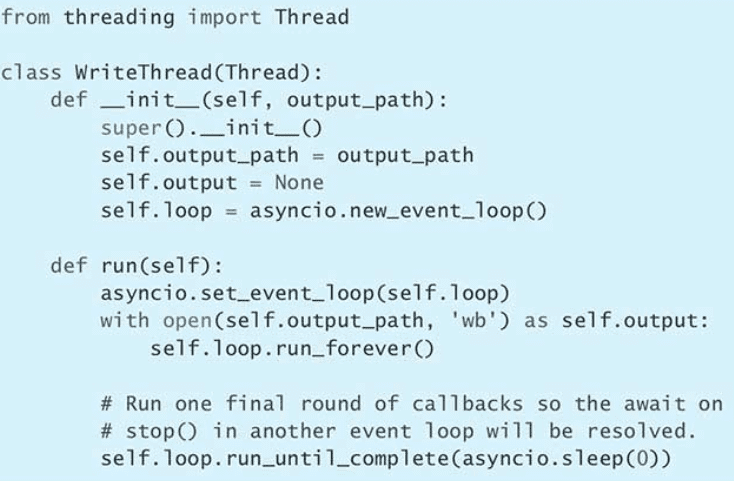 from threading import Thread
class WriteThread(Thread):
    def __init__(self, output_path):
        super().__init__()
        self.output_path = output_path
        self.output = None
        self.loop = asyncio.new_event_loop()
    def run(self):
        asyncio.set_event_loop(self.loop)
        with open(self.output_path, 'wb') as self.output:
            self.loop.run_forever()
        # Run one final round of callbacks so the await on
        # stop() in another event loop will be resolved.
        self.loop.run_until_complete(asyncio.sleep(0))